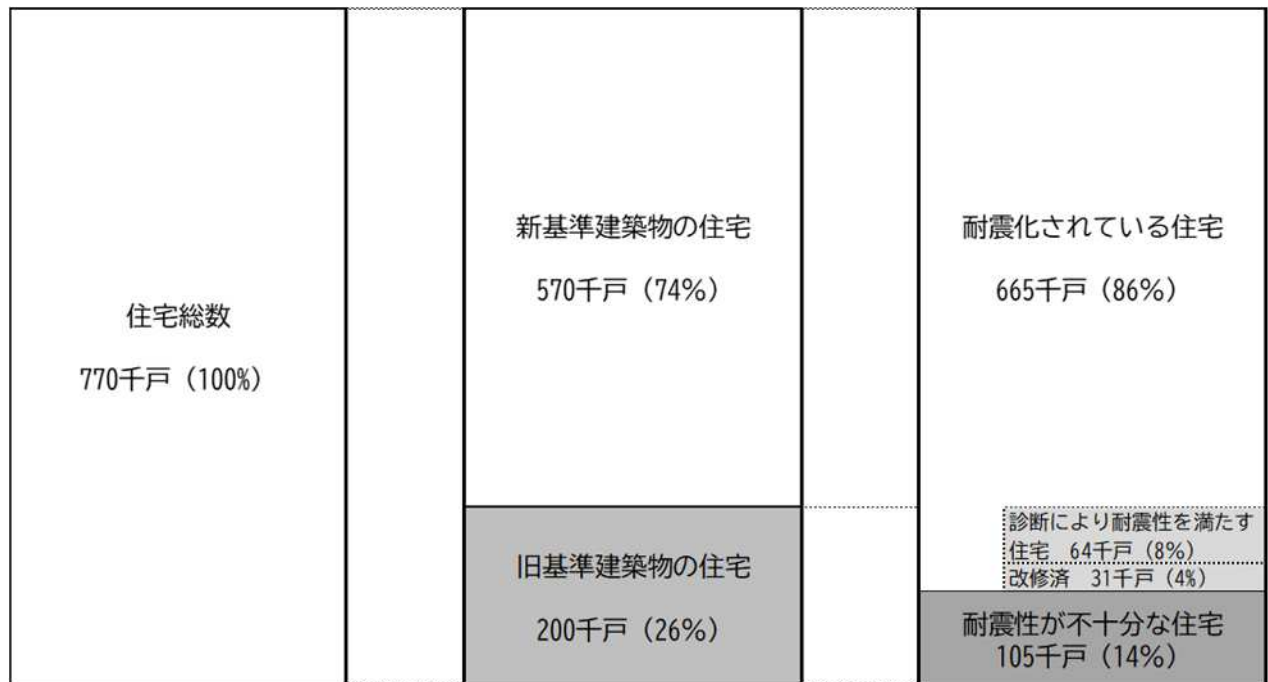 住宅総数
770千戸（100%）
新基準建築物の住宅
570千戸（74%）
旧基準建築物の住宅
200千戸（26%）
耐震化されている住宅
665千戸（86%）
診断により耐震性を満たす
住宅　64千戸（8%）
改修済　31千戸（4%）
耐震性が不十分な住宅
105千戸（14%）